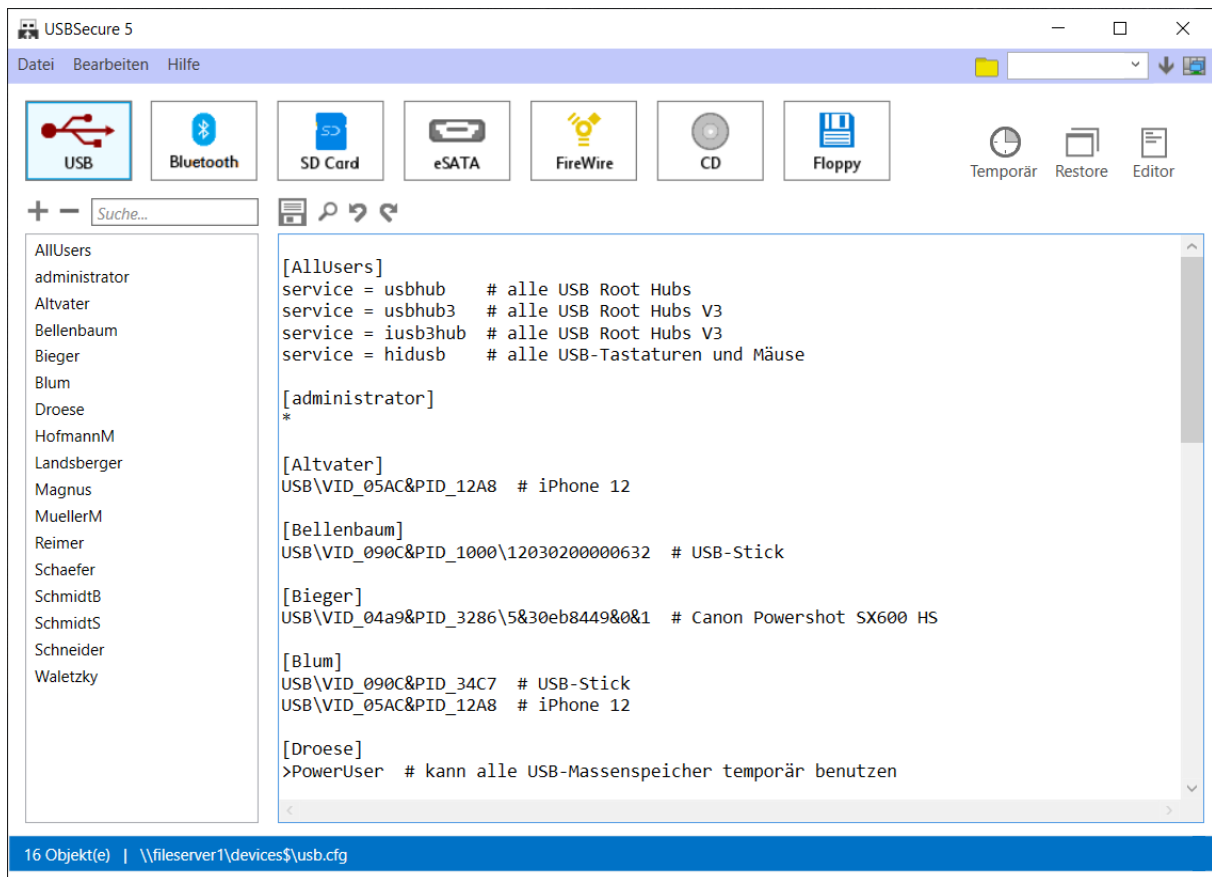 USBSecure 5
Datei Bearbeiten Hilfe
USB Bluetooth SD SD Card eSATA FireWire CD Floppy
Temporär Restore Editor
Suche...
AllUsers
administrator
Altvater
Bellenbaum
Bieger
Blum
Droese
HofmannM
Landsberger
Magnus
MuellerM
Reimer
Schaefer
SchmidtB
SchmidtS
Schneider
Waletzky
[AllUsers]
service = usbhub # alle USB Root Hubs
service = usbhub3 # alle USB Root Hubs V3
service = iusb3hub # alle USB Root Hubs V3
service = hidusb # alle USB-Tastaturen und Mäuse
[administrator]
*
[Altvater]
USB\VID_05AC&PID_12A8 # iPhone 12
[Bellenbaum]
USB\VID_090C&PID_1000\12030200000632 # USB-Stick
[Bieger]
USB\VID_04a9&PID_3286\5&30eb8449&0&1 # Canon Powershot SX600 HS
[Blum]
USB\VID_090C&PID_34C7 # USB-Stick
USB\VID_05AC&PID_12A8 # iPhone 12
[Droese]
>PowerUser # kann alle USB-Massenspeicher temporär benutzen
16 Objekt(e) | \\fileserver1\devices$\usb.cfg